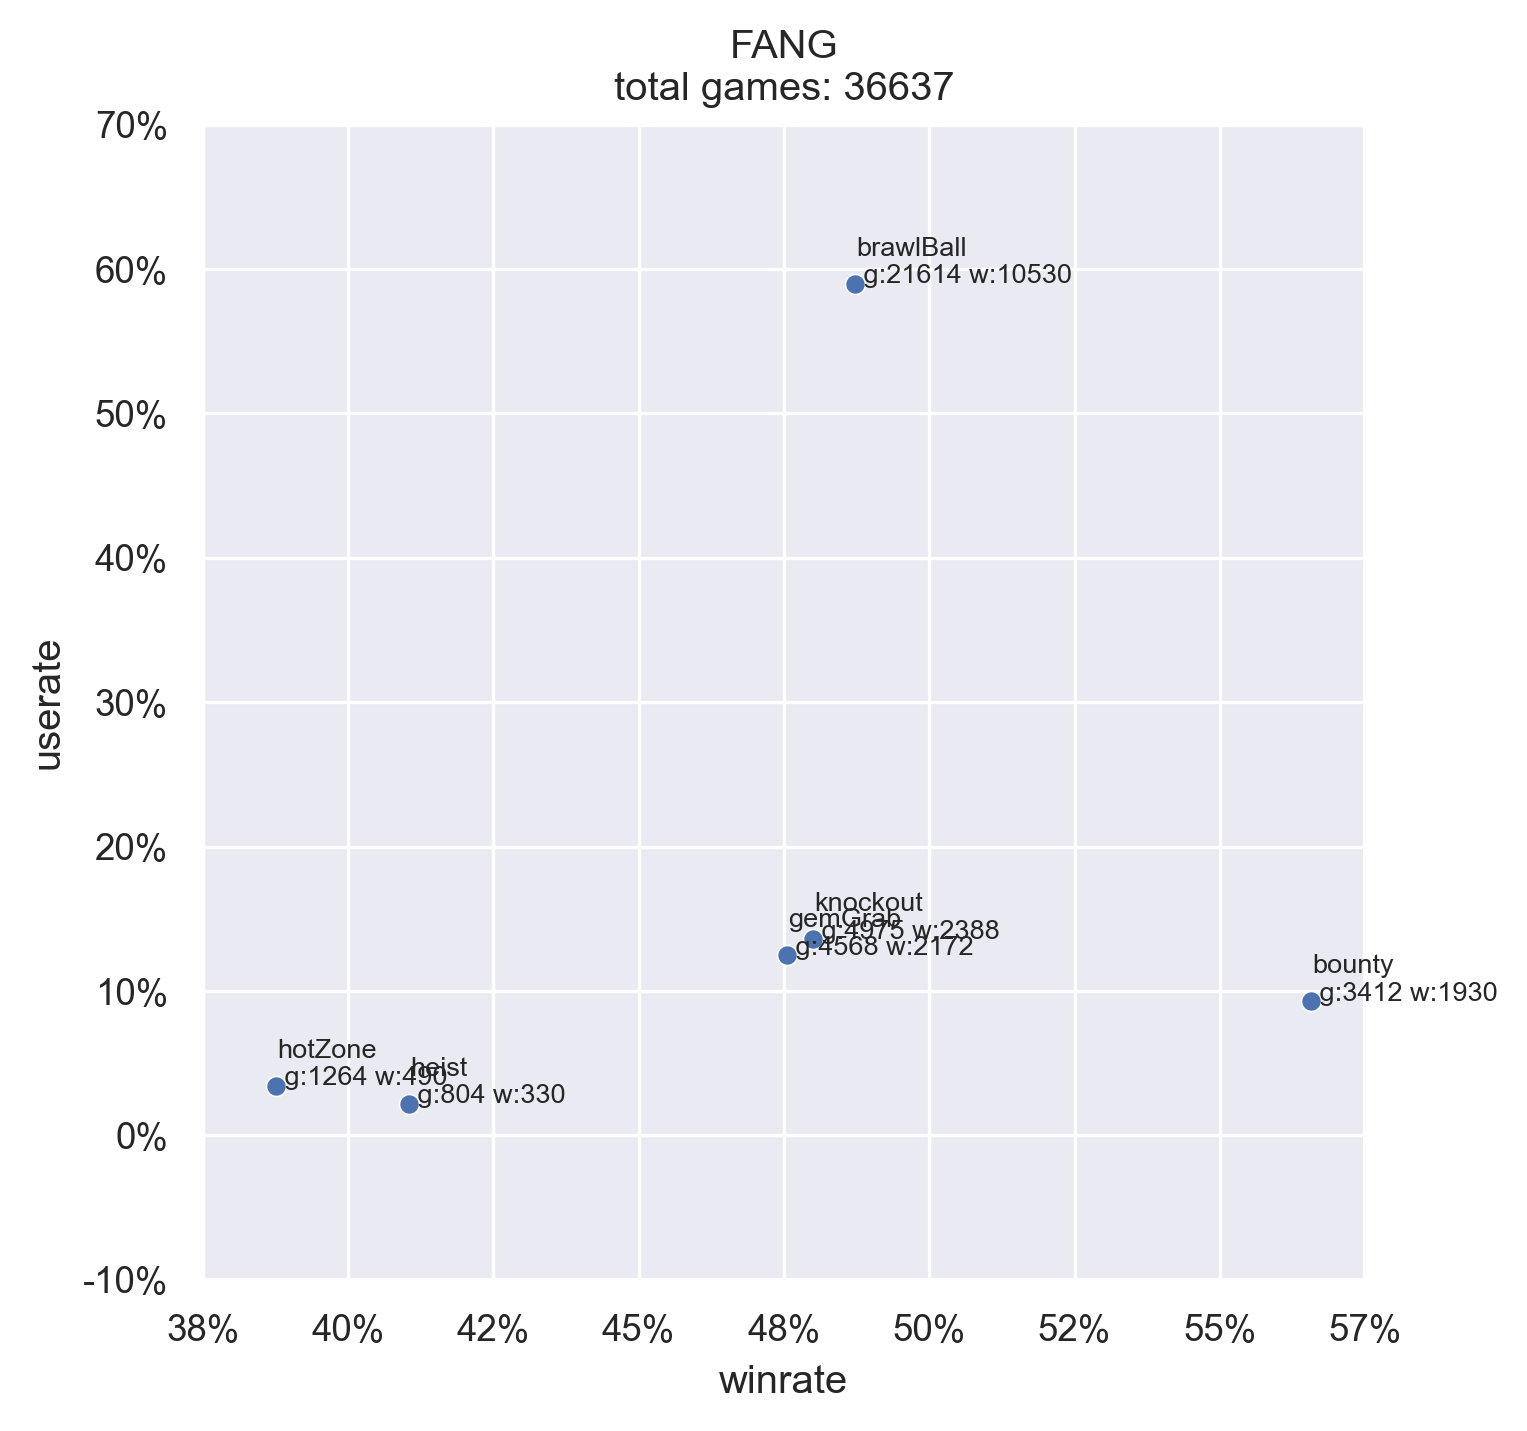 FANG
total games: 36637
70%
60%
50%
40%
30%
20%
10%
0%
-10%
userate
brawlBall
g:21614 w:10530
knockout
g:4975 w:2388
gemGrab
g:4568 w:2172
bounty
g:3412 w:1930
hotZone
g:1264 w:490
heist
g:804 w:330
38% 40% 42% 45% 48% 50% 52% 55% 57%
winrate